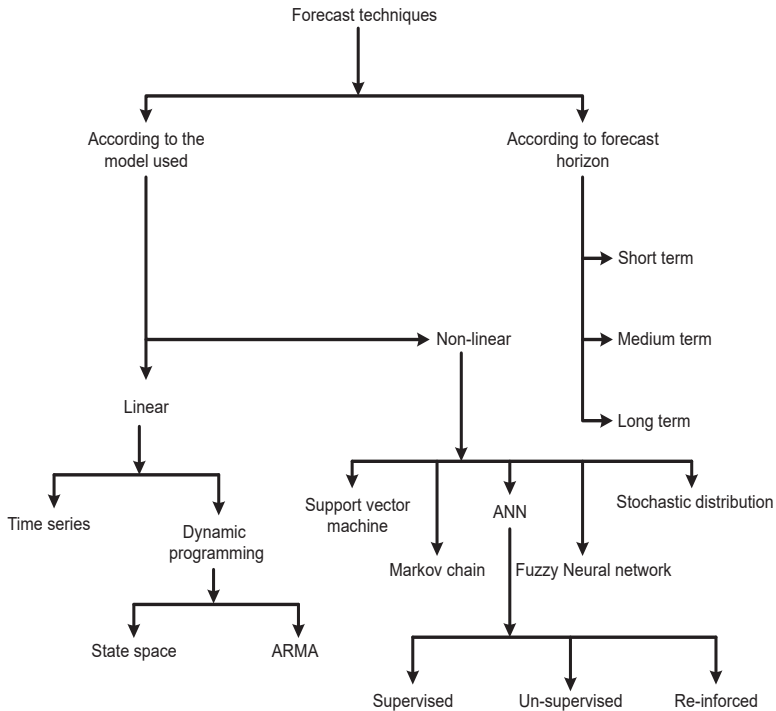 Forecast techniques
According to the
model used
According to forecast
horizon
Short term
Non-linear
Medium term
Linear
Long term
Time series
Dynamic
programming
Support vector
machine
ANN
Stochastic distribution
Markov chain
Fuzzy Neural network
State space
ARMA
Supervised
Un-supervised
Re-inforced